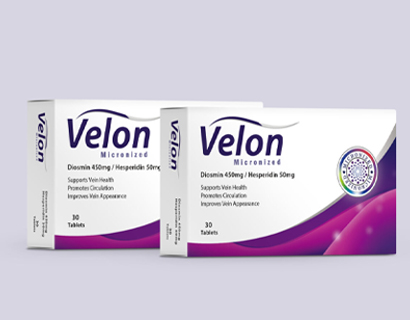 Velon
Micronized
Diosmin 450mg / Hesperidin 50mg
Supports Vein Health
Promotes Circulation
Improves Vein Appearance
30
Tablets
Velon
Micronized
Diosmin 450mg / Hesperidin 50mg
Supports Vein Health
Promotes Circulation
Improves Vein Appearance
30
Tablets